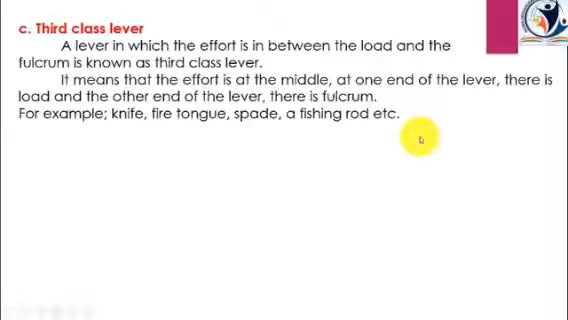 c. Third class lever
A lever in which the effort is in between the load and the
fulcrum is known as third class lever.
It means that the effort is at the middle, at one end of the lever, there is
load and the other end of the lever, there is fulcrum.
For example; knife, fire tongue, spade, a fishing rod etc.